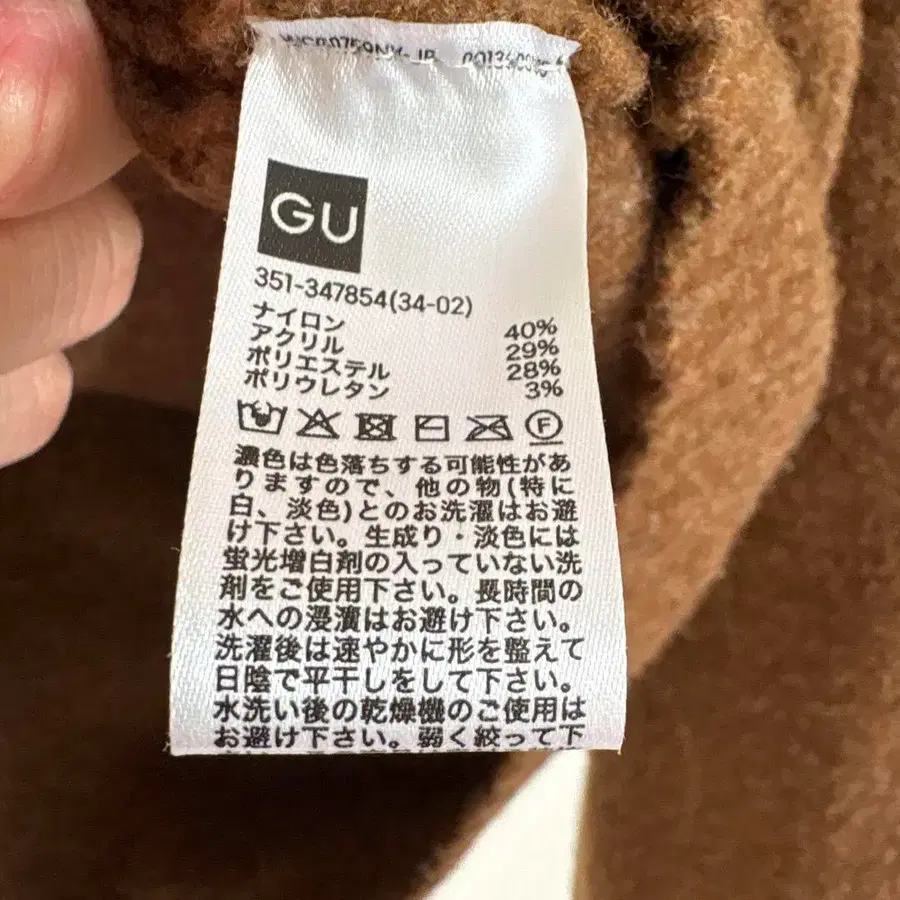 GU
351-347854(34-02)
ナイロン 40%
アクリル 29%
ポリエステル 28%
ポリウレタン 3%
F
濃色は色落ちする可能性があ
りますので、他の物(特に
白、淡色)とのお洗濯はお避
け下さい。生成り・淡色には
蛍光増白剤の入っていない洗
剤をご使用下さい。長時間の
水への浸漬はお避け下さい。
洗濯後は速やかに形を整えて
日陰で平干しをして下さい。
水洗い後の乾燥機のご使用は
お避け下さい。弱く絞って下